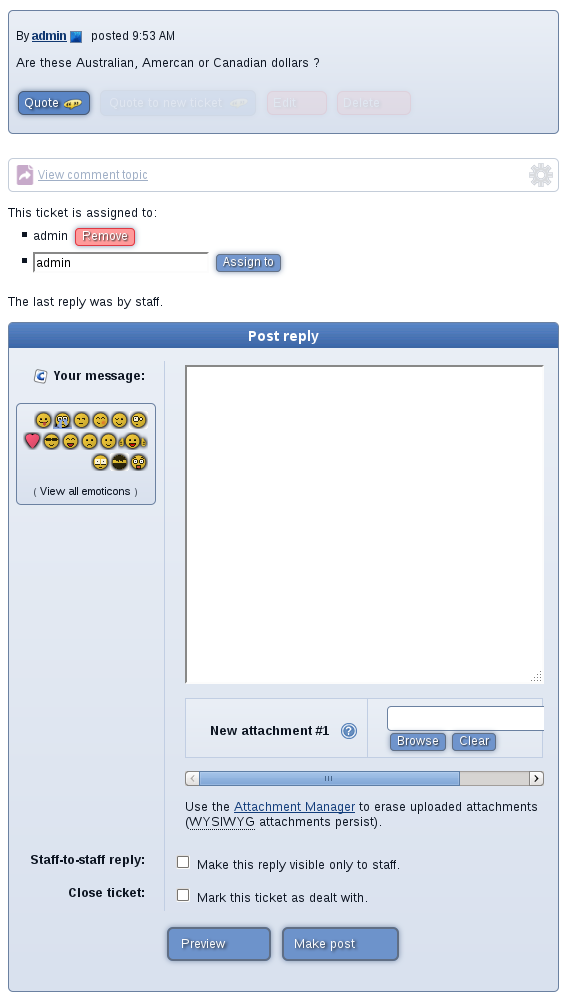 By admin posted 9:53 AM
Are these Australian, Amercan or Canadian dollars ?
Quote Quote to new ticket Edit Delete
View comment topic
This ticket is assigned to:
admin Remove
admin Assign to
The last reply was by staff.
Post reply
Your message:
( View all emoticons )
New attachment #1 ? Browse Clear
Use the Attachment Manager to erase uploaded attachments
(WYSIWYG attachments persist).
Staff-to-staff reply: Make this reply visible only to staff.
Close ticket: Mark this ticket as dealt with.
Preview Make post